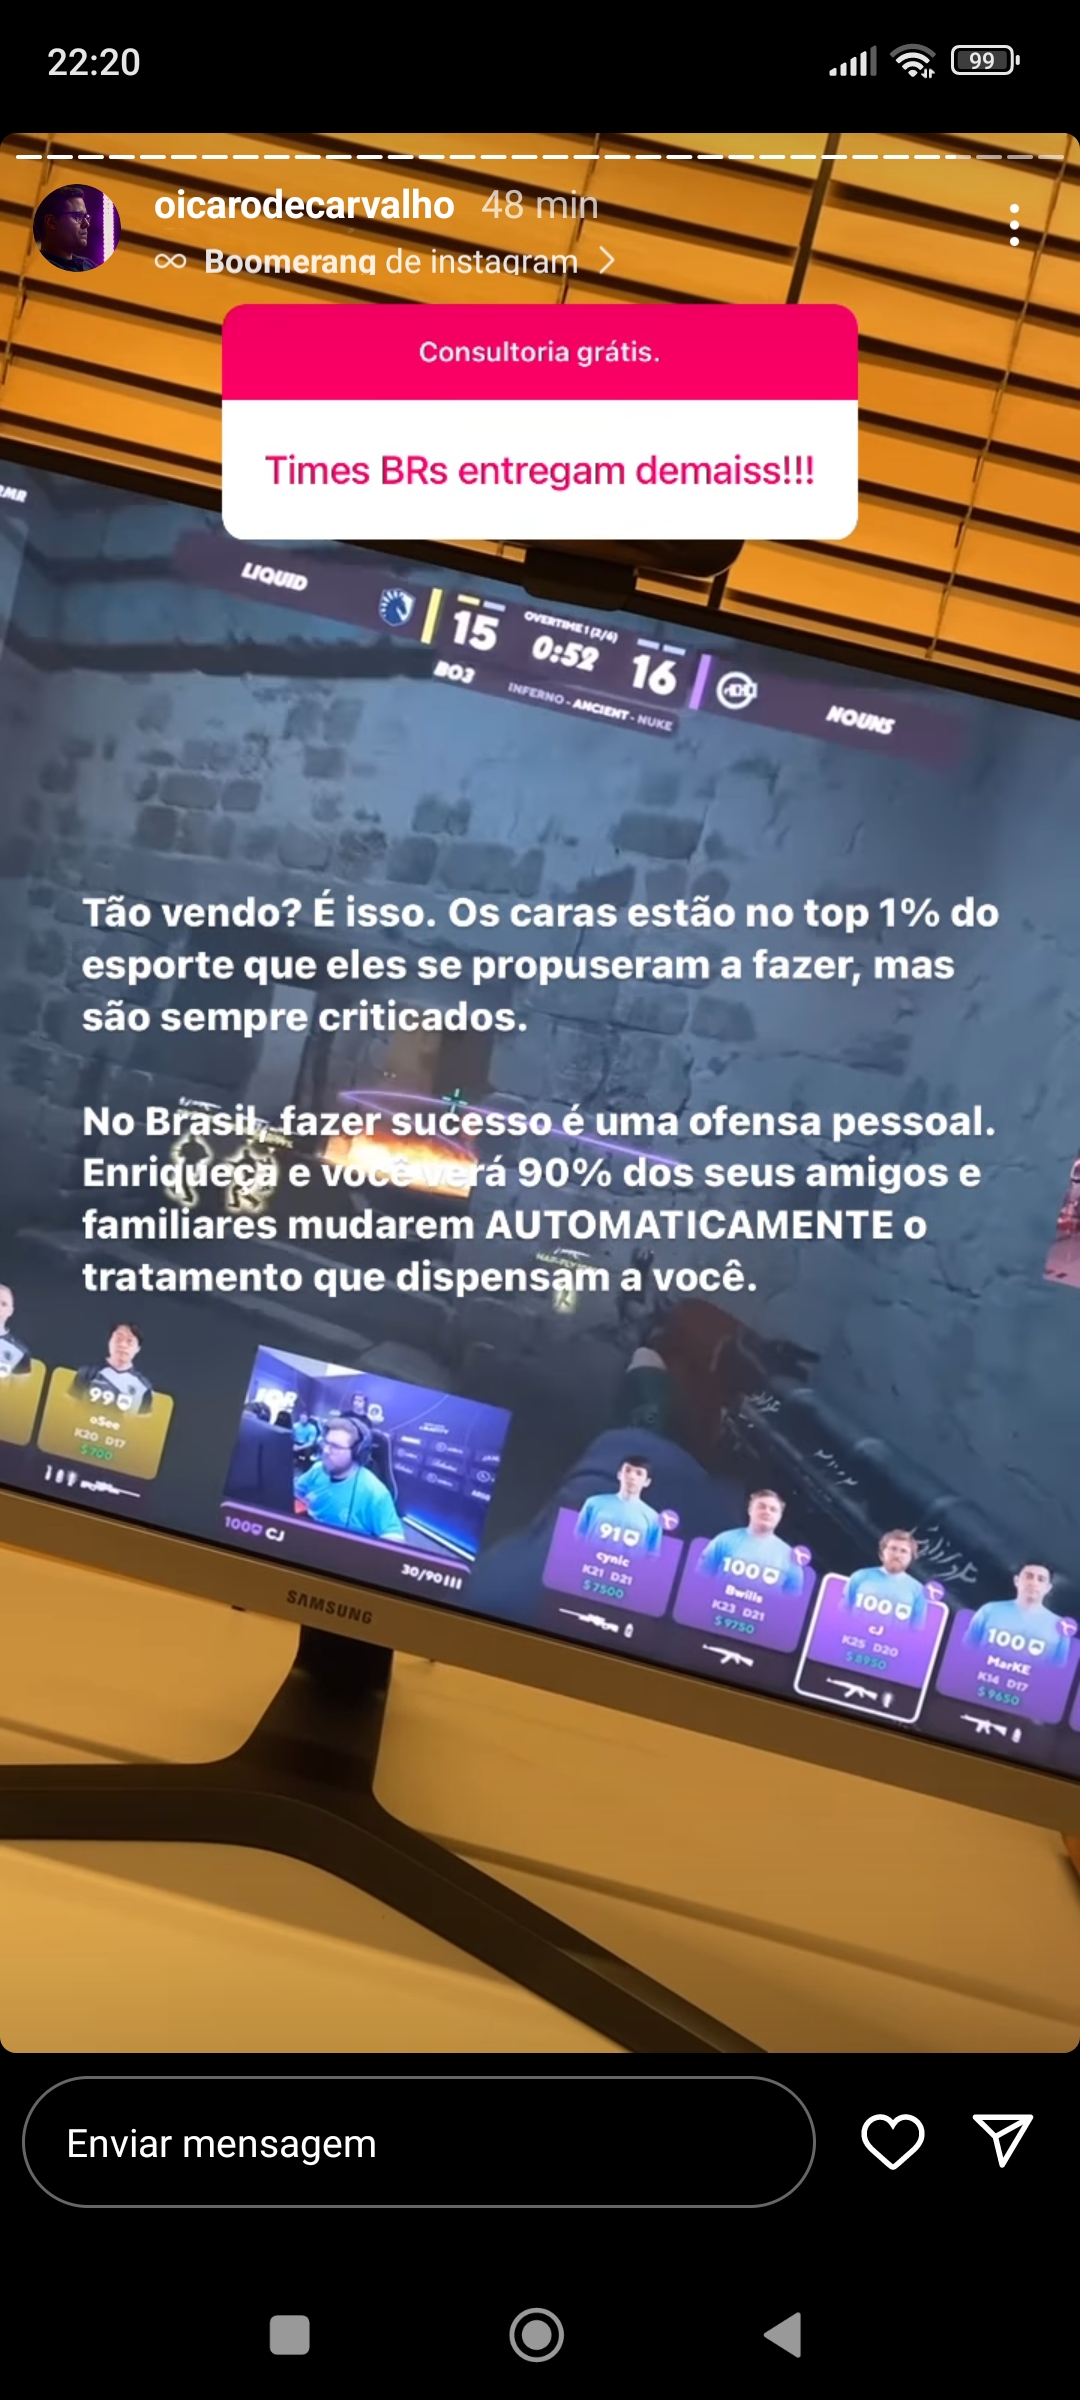 22:20
99
oicarodecarvalho 48 min
Boomerang de instagram
Consultoria grátis.
Times BRs entregam demaiss!!!
LIQUID
15
OVERTIME 1 (2/6)
0:52
16
NOUNS
BO3
INFERNO - ANCIENT - NUKE
Tão vendo? É isso. Os caras estão no top 1% do
esporte que eles se propuseram a fazer, mas
são sempre criticados.
No Brasil, fazer sucesso é uma ofensa pessoal.
Enriqueça e você verá 90% dos seus amigos e
familiares mudarem AUTOMATICAMENTE o
tratamento que dispensam a você.
99
oSee
K20 D17
$700
100 CJ
30/90
91
cynic
K21 D21
$7500
100
Bwills
K23 D21
$9750
100
cJ
K25 D20
$8950
100
MarKE
K14 D17
$9650
SAMSUNG
Enviar mensagem